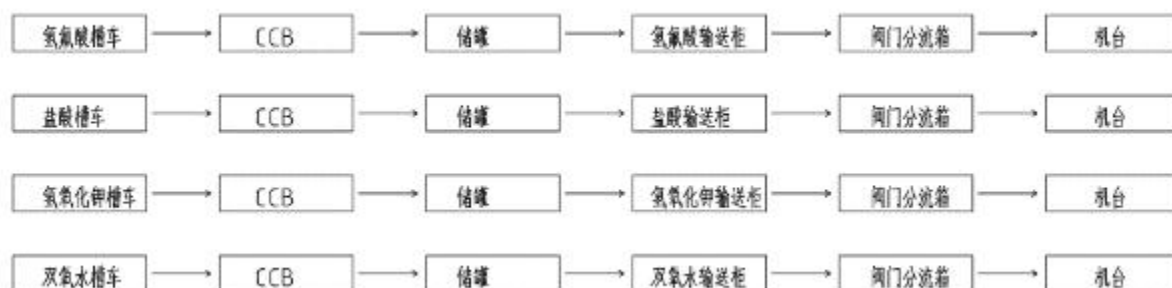 氢氟酸槽车 CCB 储罐 氢氟酸输送柜 阀门分流箱 机台
盐酸槽车 CCB 储罐 盐酸输送柜 阀门分流箱 机台
氢氧化钾槽车 CCB 储罐 氢氧化钾输送柜 阀门分流箱 机台
双氧水槽车 CCB 储罐 双氧水输送柜 阀门分流箱 机台